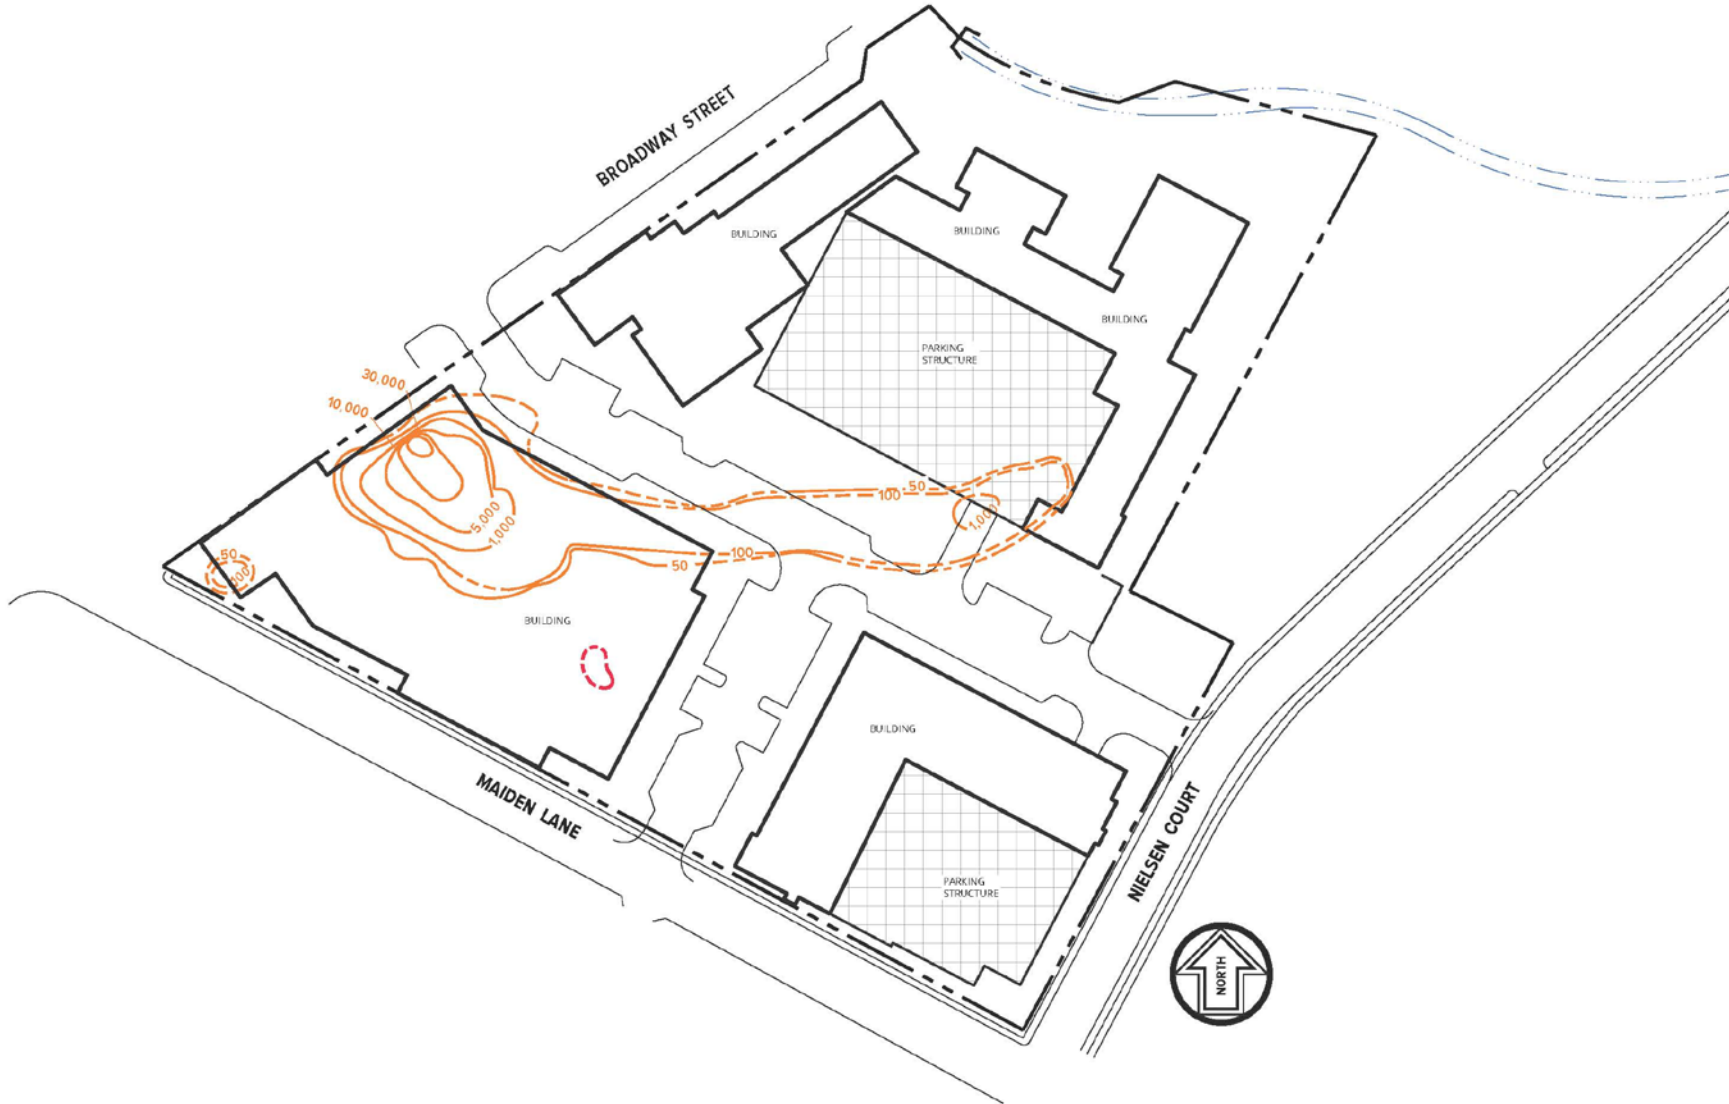 BROADWAY STREET
BUILDING
BUILDING
BUILDING
PARKING
STRUCTURE
30,000
10,000
50
100
1,000
5,000
1,000
100
50
50
100
BUILDING
BUILDING
MAIDEN LANE
NIELSEN COURT
PARKING
STRUCTURE
NORTH